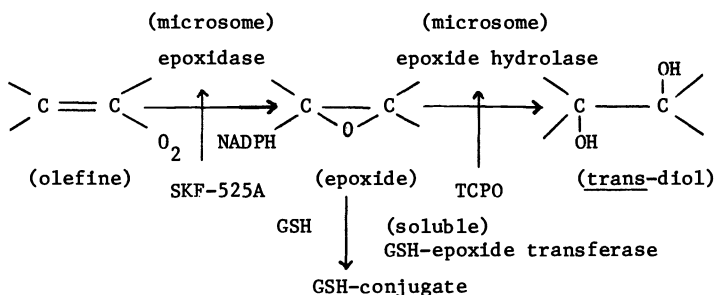 (microsome) (microsome)
epoxidase epoxide hydrolase
C C C C C C
OH
O
O2 NADPH OH
(olefine) (epoxide) (trans-diol)
SKF-525A TCPO
GSH (soluble)
GSH-epoxide transferase
GSH-conjugate